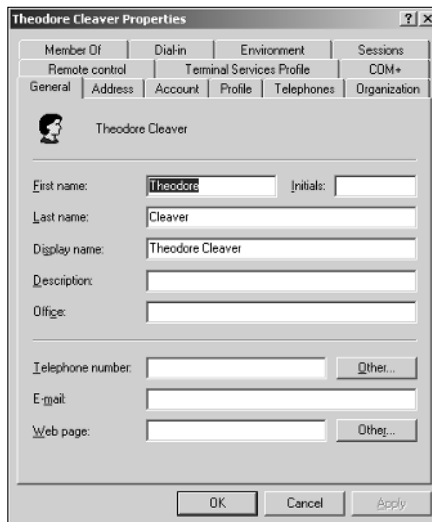 Theodore Cleaver Properties
Member Of Dial-in Environment Sessions
Remote control Terminal Services Profile COM+
General Address Account Profile Telephones Organization
Theodore Cleaver
First name: Theodore Initials:
Last name: Cleaver
Display name: Theodore Cleaver
Description:
Office:
Telephone number: Other...
E-mail:
Web page: Other...
OK Cancel Apply